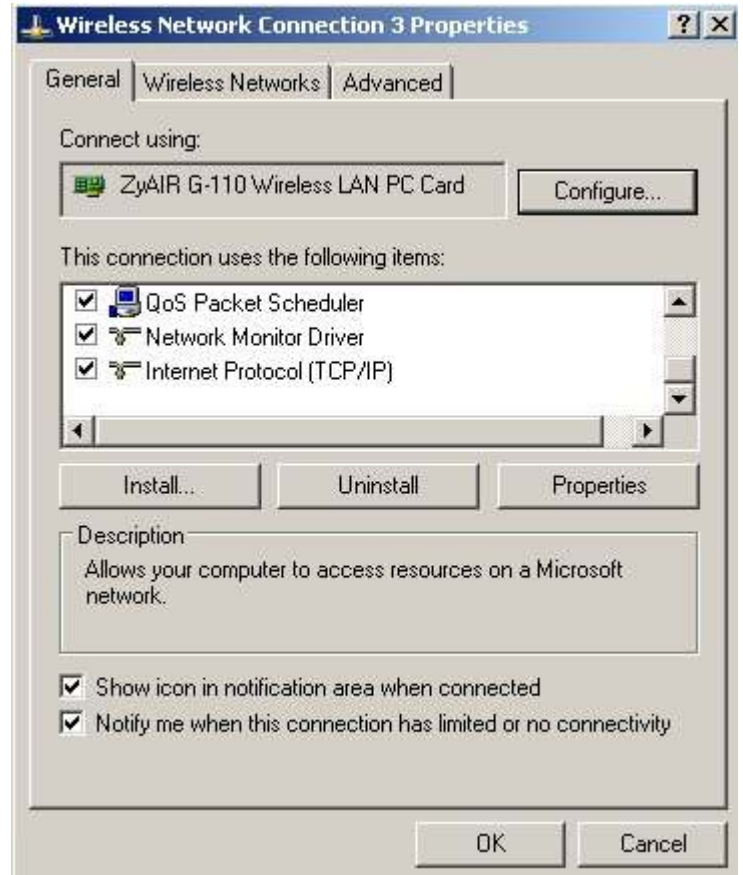 Wireless Network Connection 3 Properties
General Wireless Networks Advanced
Connect using:
ZyAIR G-110 Wireless LAN PC Card Configure...
This connection uses the following items:
QoS Packet Scheduler
Network Monitor Driver
Internet Protocol (TCP/IP)
Install... Uninstall Properties
Description
Allows your computer to access resources on a Microsoft
network.
Show icon in notification area when connected
Notify me when this connection has limited or no connectivity
OK Cancel